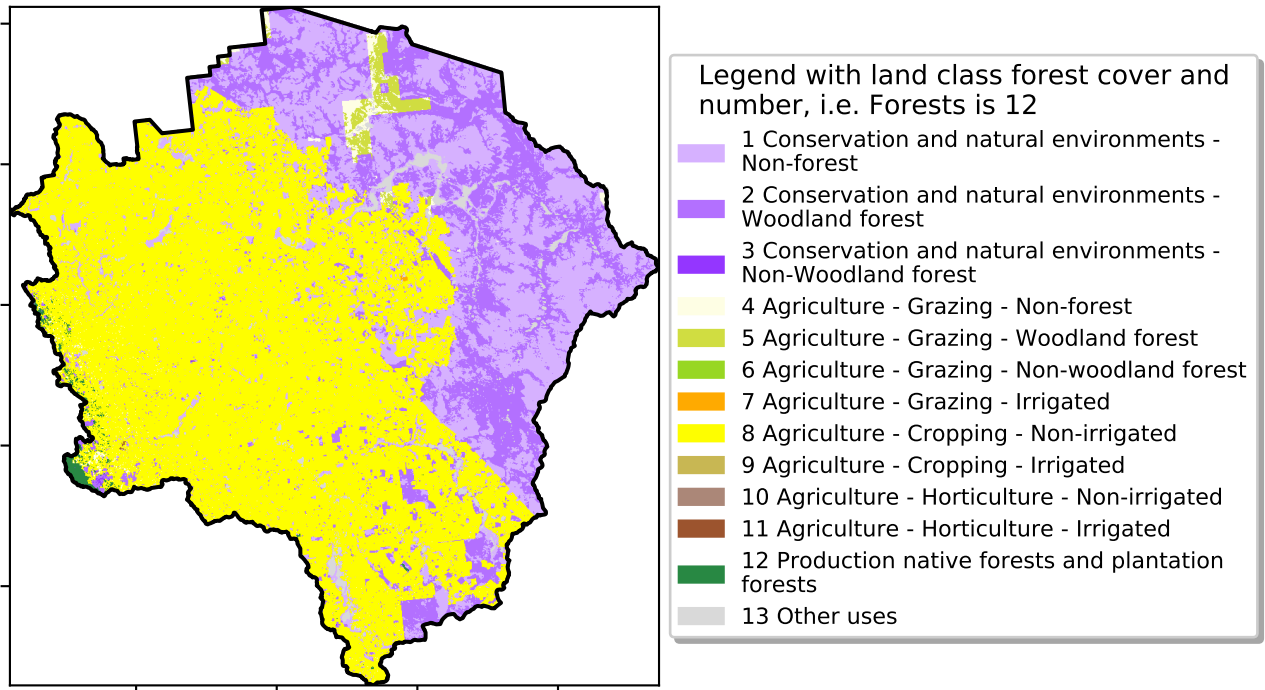 Legend with land class forest cover and
number, i.e. Forests is 12
1 Conservation and natural environments -
Non-forest
2 Conservation and natural environments -
Woodland forest
3 Conservation and natural environments -
Non-Woodland forest
4 Agriculture - Grazing - Non-forest
5 Agriculture - Grazing - Woodland forest
6 Agriculture - Grazing - Non-woodland forest
7 Agriculture - Grazing - Irrigated
8 Agriculture - Cropping - Non-irrigated
9 Agriculture - Cropping - Irrigated
10 Agriculture - Horticulture - Non-irrigated
11 Agriculture - Horticulture - Irrigated
12 Production native forests and plantation
forests
13 Other uses